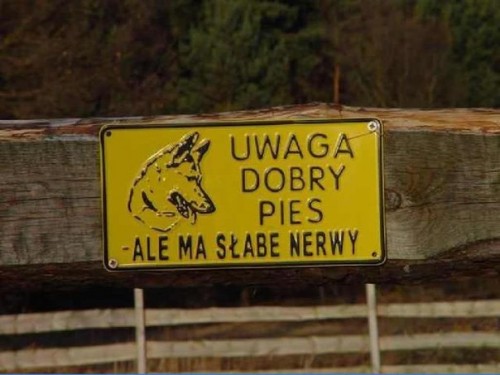 UWAGA
DOBRY
PIES
-ALE MA SŁABE NERWY